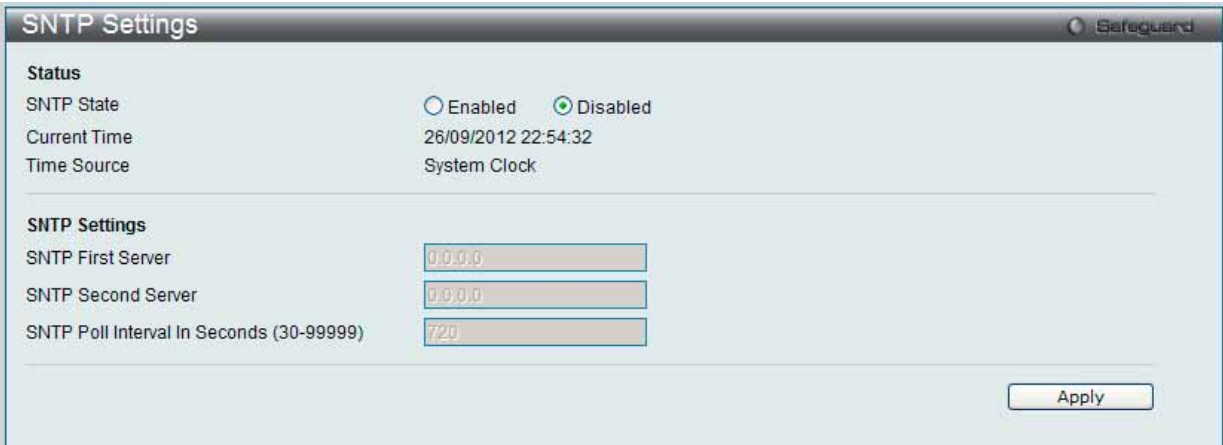 SNTP Settings
Safeguard
Status
SNTP State Enabled Disabled
Current Time 26/09/2012 22:54:32
Time Source System Clock
SNTP Settings
SNTP First Server 0.0.0.0
SNTP Second Server 0.0.0.0
SNTP Poll Interval In Seconds (30-99999) 720
Apply